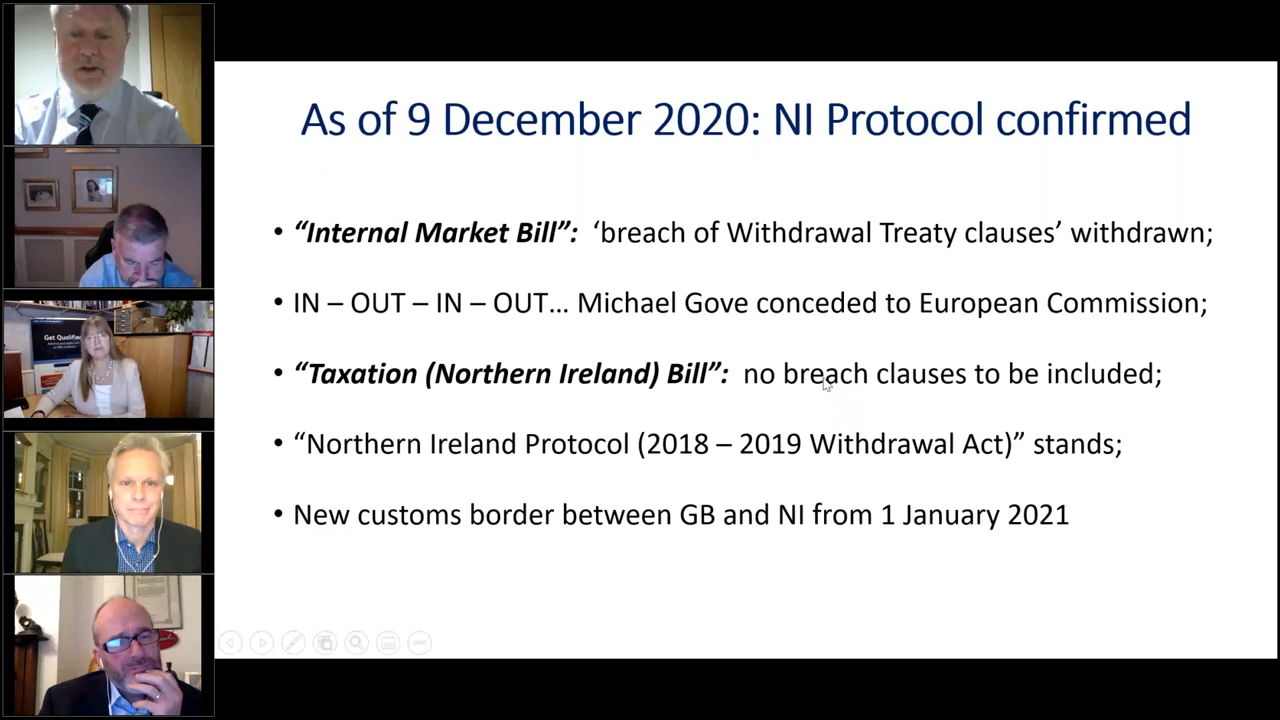 As of 9 December 2020: NI Protocol confirmed
• “Internal Market Bill”: ‘breach of Withdrawal Treaty clauses’ withdrawn;
• IN – OUT – IN – OUT... Michael Gove conceded to European Commission;
• “Taxation (Northern Ireland) Bill”: no breach clauses to be included;
• “Northern Ireland Protocol (2018 – 2019 Withdrawal Act)” stands;
• New customs border between GB and NI from 1 January 2021
Get Qualified